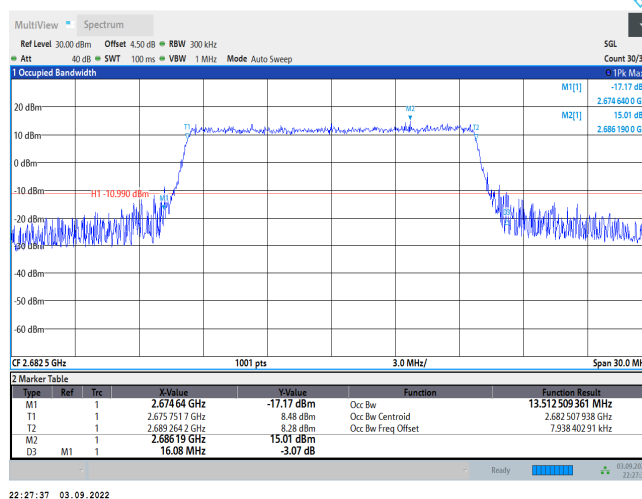 MultiView Spectrum
Ref Level 30.00 dBm Offset 4.50 dB RBW 300 kHz SGL
Att 40 dB SWT 100 ms VBW 1 MHz Mode Auto Sweep Count 30/3
1 Occupied Bandwidth 1Pk Max
M1[1] -17.17 dB
2.674 640 0 G
M2[1] 15.01 dB
2.686 190 0 G
20 dBm
M2
T1 T2
10 dBm
0 dBm
-10 dBm
H1 -10.990 dBm
M1
-20 dBm
-30 dBm
-40 dBm
-50 dBm
-60 dBm
CF 2.682 5 GHz 1001 pts 3.0 MHz/ Span 30.0 MH
2 Marker Table
Type Ref Trc X-Value Y-Value Function Function Result
M1 1 2.674 64 GHz -17.17 dBm Occ Bw 13.512 509 361 MHz
T1 1 2.675 751 7 GHz 8.48 dBm Occ Bw Centroid 2.682 507 938 GHz
T2 1 2.689 264 2 GHz 8.28 dBm Occ Bw Freq Offset 7.938 402 91 kHz
M2 1 2.686 19 GHz 15.01 dBm
D3 M1 1 16.08 MHz -3.07 dB
Ready 03.09.20
22:27:
22:27:37 03.09.2022